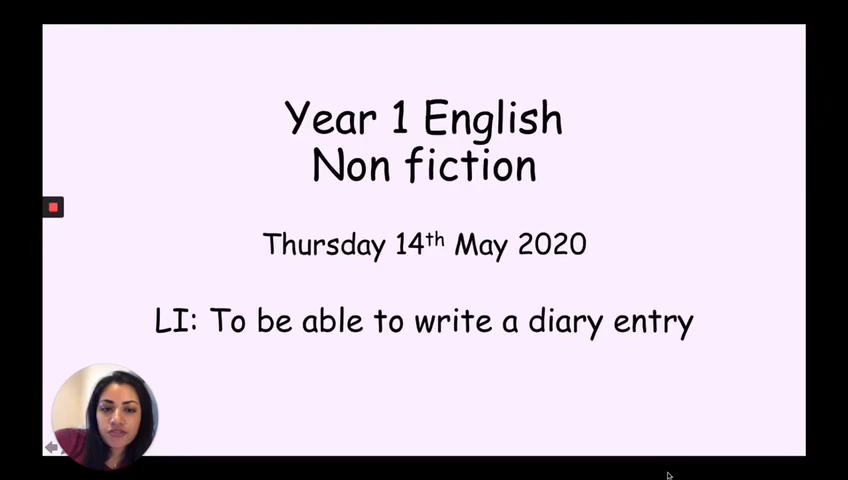 Year 1 English
Non fiction
Thursday 14th May 2020
LI: To be able to write a diary entry